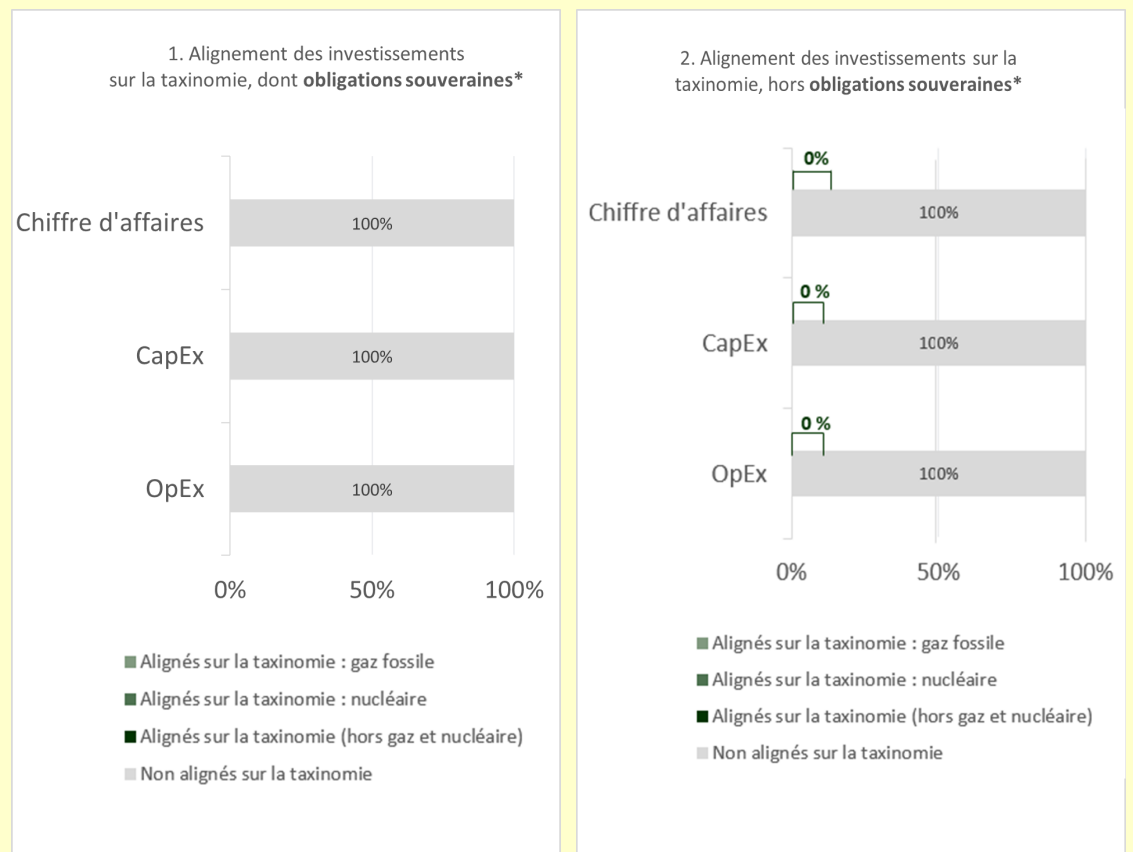 1. Alignement des investissements
sur la taxinomie, dont obligations souveraines*
Chiffre d'affaires
100%
CapEx
100%
OpEx
100%
0%
50%
100%
Alignés sur la taxinomie : gaz fossile
Alignés sur la taxinomie : nucléaire
Alignés sur la taxinomie (hors gaz et nucléaire)
Non alignés sur la taxinomie
2. Alignement des investissements sur la
taxinomie, hors obligations souveraines*
0%
Chiffre d'affaires
100%
0 %
CapEx
100%
0 %
OpEx
100%
0%
50%
100%
Alignés sur la taxinomie : gaz fossile
Alignés sur la taxinomie : nucléaire
Alignés sur la taxinomie (hors gaz et nucléaire)
Non alignés sur la taxinomie